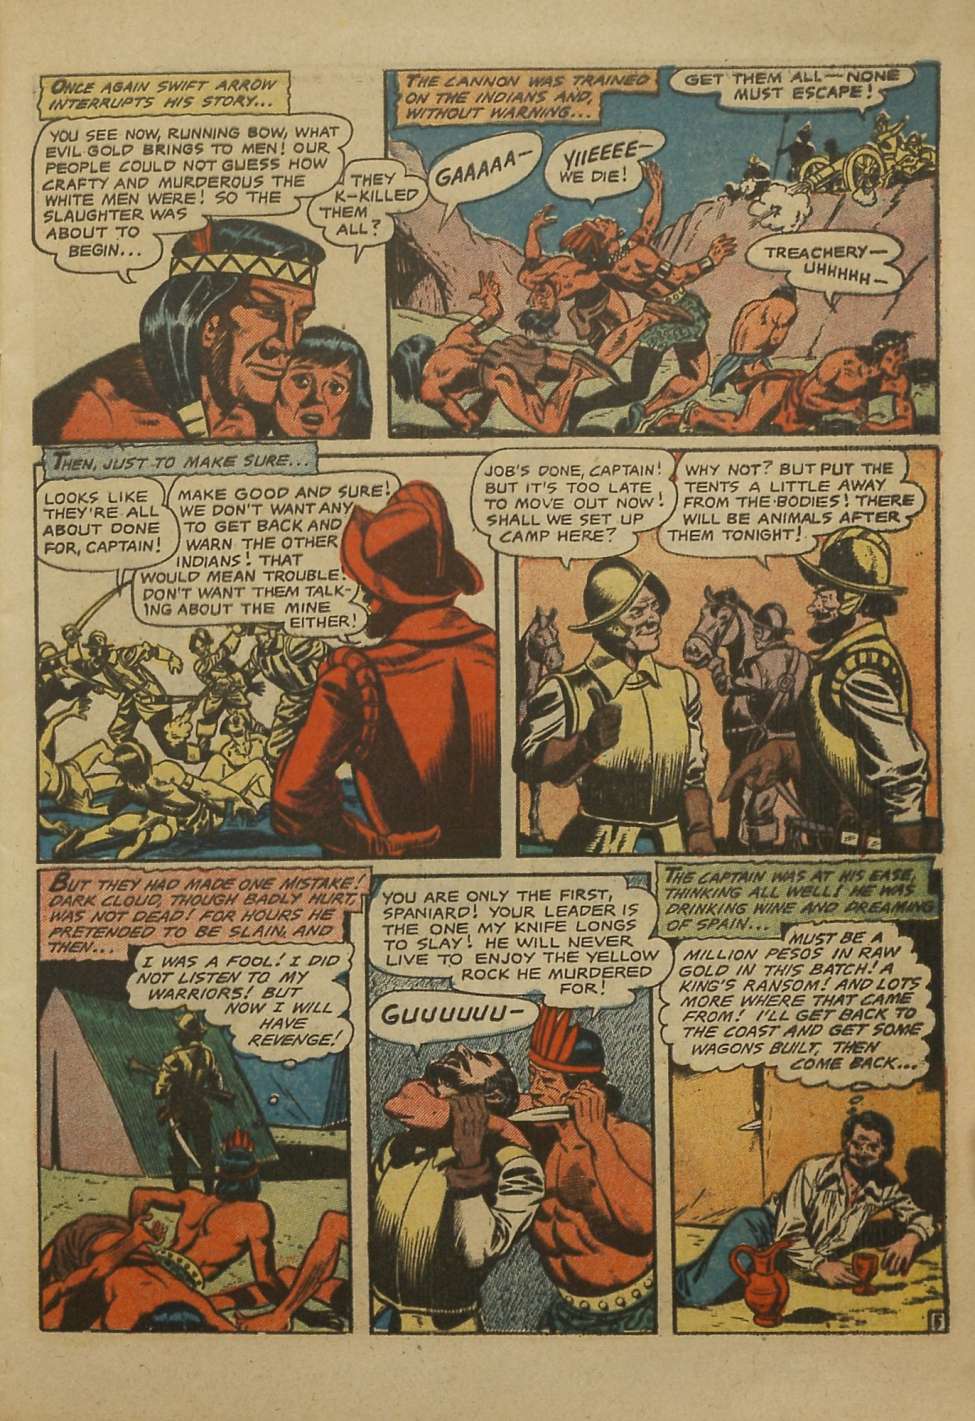 ONCE AGAIN SWIFT ARROW
INTERRUPTS HIS STORY...
YOU SEE NOW, RUNNING BOW, WHAT
EVIL GOLD BRINGS TO MEN! OUR
PEOPLE COULD NOT GUESS HOW
CRAFTY AND MURDEROUS THE
WHITE MEN WERE! SO THE
SLAUGHTER WAS
ABOUT TO
BEGIN...
THEY
K-KILLED
THEM
ALL?
THE CANNON WAS TRAINED
ON THE INDIANS AND,
WITHOUT WARNING...
GET THEM ALL—NONE
MUST ESCAPE!
GAAAAA—
YIIEEEE—
WE DIE!
TREACHERY—
UHHHHH—
THEN, JUST TO MAKE SURE...
LOOKS LIKE
THEY'RE ALL
ABOUT DONE
FOR, CAPTAIN!
MAKE GOOD AND SURE!
WE DON'T WANT ANY
TO GET BACK AND
WARN THE OTHER
INDIANS! THAT
WOULD MEAN TROUBLE!
DON'T WANT THEM TALK-
ING ABOUT THE MINE
EITHER!
JOB'S DONE, CAPTAIN!
BUT IT'S TOO LATE
TO MOVE OUT NOW!
SHALL WE SET UP
CAMP HERE?
WHY NOT? BUT PUT THE
TENTS A LITTLE AWAY
FROM THE BODIES! THERE
WILL BE ANIMALS AFTER
THEM TONIGHT!
BUT THEY HAD MADE ONE MISTAKE!
DARK CLOUD, THOUGH BADLY HURT,
WAS NOT DEAD! FOR HOURS HE
PRETENDED TO BE SLAIN, AND
THEN...
I WAS A FOOL! I DID
NOT LISTEN TO MY
WARRIORS! BUT
NOW I WILL
HAVE
REVENGE!
YOU ARE ONLY THE FIRST,
SPANIARD! YOUR LEADER IS
THE ONE MY KNIFE LONGS
TO SLAY! HE WILL NEVER
LIVE TO ENJOY THE YELLOW
ROCK HE MURDERED
FOR!
GUUUUUU—
THE CAPTAIN WAS AT HIS EASE,
THINKING ALL WELL! HE WAS
DRINKING WINE AND DREAMING
OF SPAIN...
MUST BE A
MILLION PESOS IN RAW
GOLD IN THIS BATCH! A
KING'S RANSOM! AND LOTS
MORE WHERE THAT CAME
FROM! I'LL GET BACK TO
THE COAST AND GET SOME
WAGONS BUILT, THEN
COME BACK...